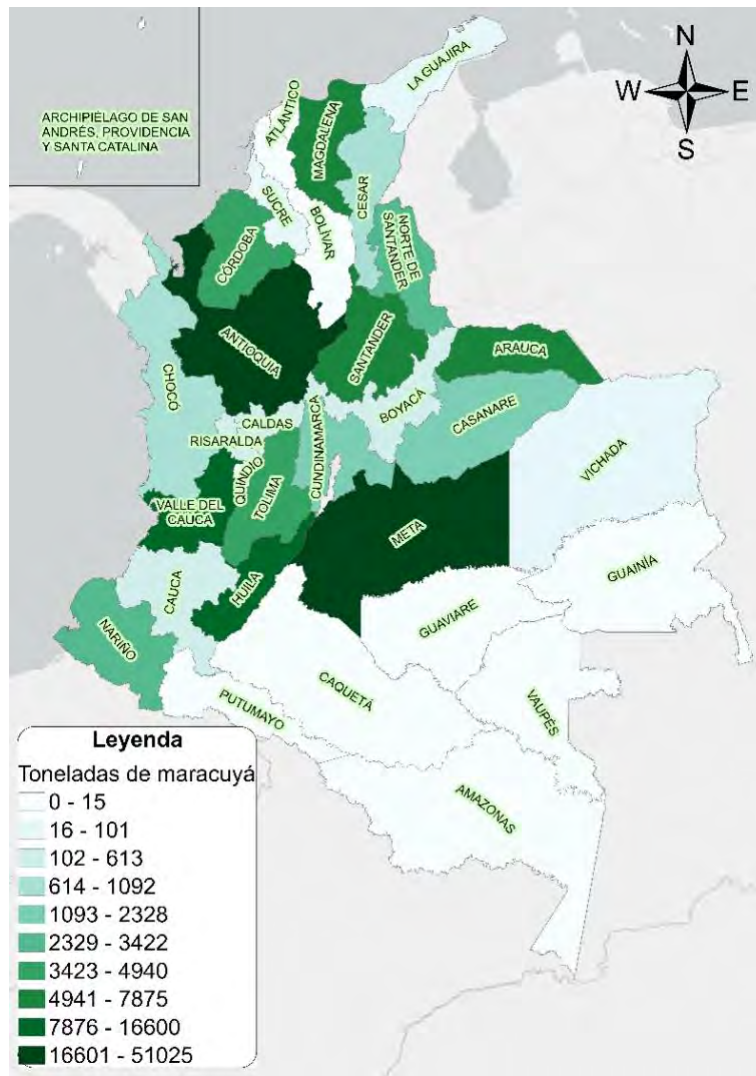 N
W E
S
ARCHIPIÉLAGO DE SAN
ANDRÉS, PROVIDENCIA
Y SANTA CATALINA
LA GUAJIRA
ATLÁNTICO
MAGDALENA
CESAR
SUCRE
BOLÍVAR
NORTE DE
SANTANDER
CÓRDOBA
ANTIOQUIA
SANTANDER
ARAUCA
CHOCÓ
BOYACÁ
CASANARE
CALDAS
RISARALDA
CUNDINAMARCA
QUINDIO
TOLIMA
VICHADA
VALLE DEL
CAUCA
META
GUAINÍA
HUILA
CAUCA
GUAVIARE
NARIÑO
CAQUETÁ
VAUPÉS
PUTUMAYO
AMAZONAS
Leyenda
Toneladas de maracuyá
0 - 15
16 - 101
102 - 613
614 - 1092
1093 - 2328
2329 - 3422
3423 - 4940
4941 - 7875
7876 - 16600
16601 - 51025